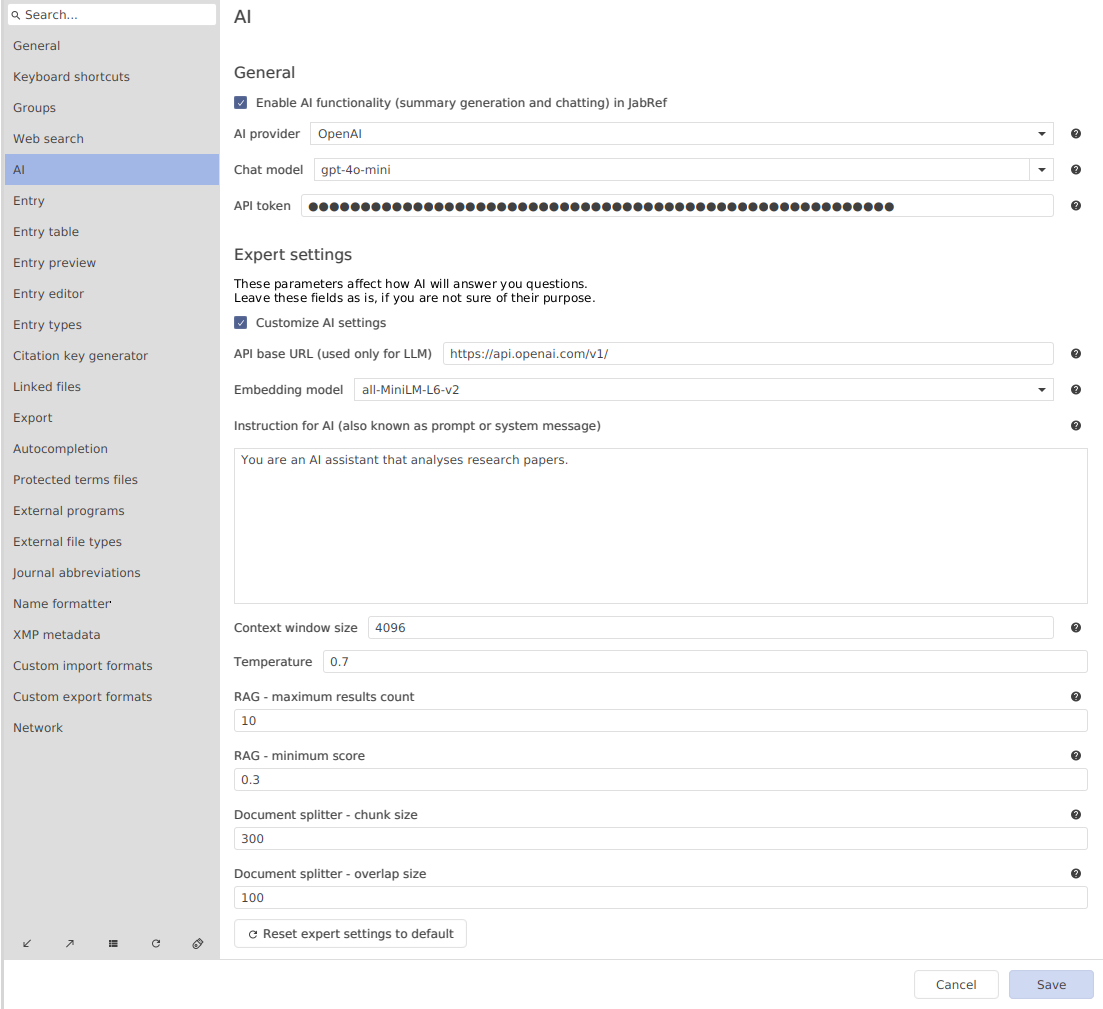 Search...
General
Keyboard shortcuts
Groups
Web search
AI
Entry
Entry table
Entry preview
Entry editor
Entry types
Citation key generator
Linked files
Export
Autocompletion
Protected terms files
External programs
External file types
Journal abbreviations
Name formatter
XMP metadata
Custom import formats
Custom export formats
Network
AI
General
Enable AI functionality (summary generation and chatting) in JabRef
AI provider OpenAI
Chat model gpt-4o-mini
API token ●●●●●●●●●●●●●●●●●●●●●●●●●●●●●●●●●●●●●●●●●●●●●●●●●●●●●●●●
Expert settings
These parameters affect how AI will answer you questions.
Leave these fields as is, if you are not sure of their purpose.
Customize AI settings
API base URL (used only for LLM) https://api.openai.com/v1/
Embedding model all-MiniLM-L6-v2
Instruction for AI (also known as prompt or system message)
You are an AI assistant that analyses research papers.
Context window size 4096
Temperature 0.7
RAG - maximum results count
10
RAG - minimum score
0.3
Document splitter - chunk size
300
Document splitter - overlap size
100
Reset expert settings to default
Cancel Save